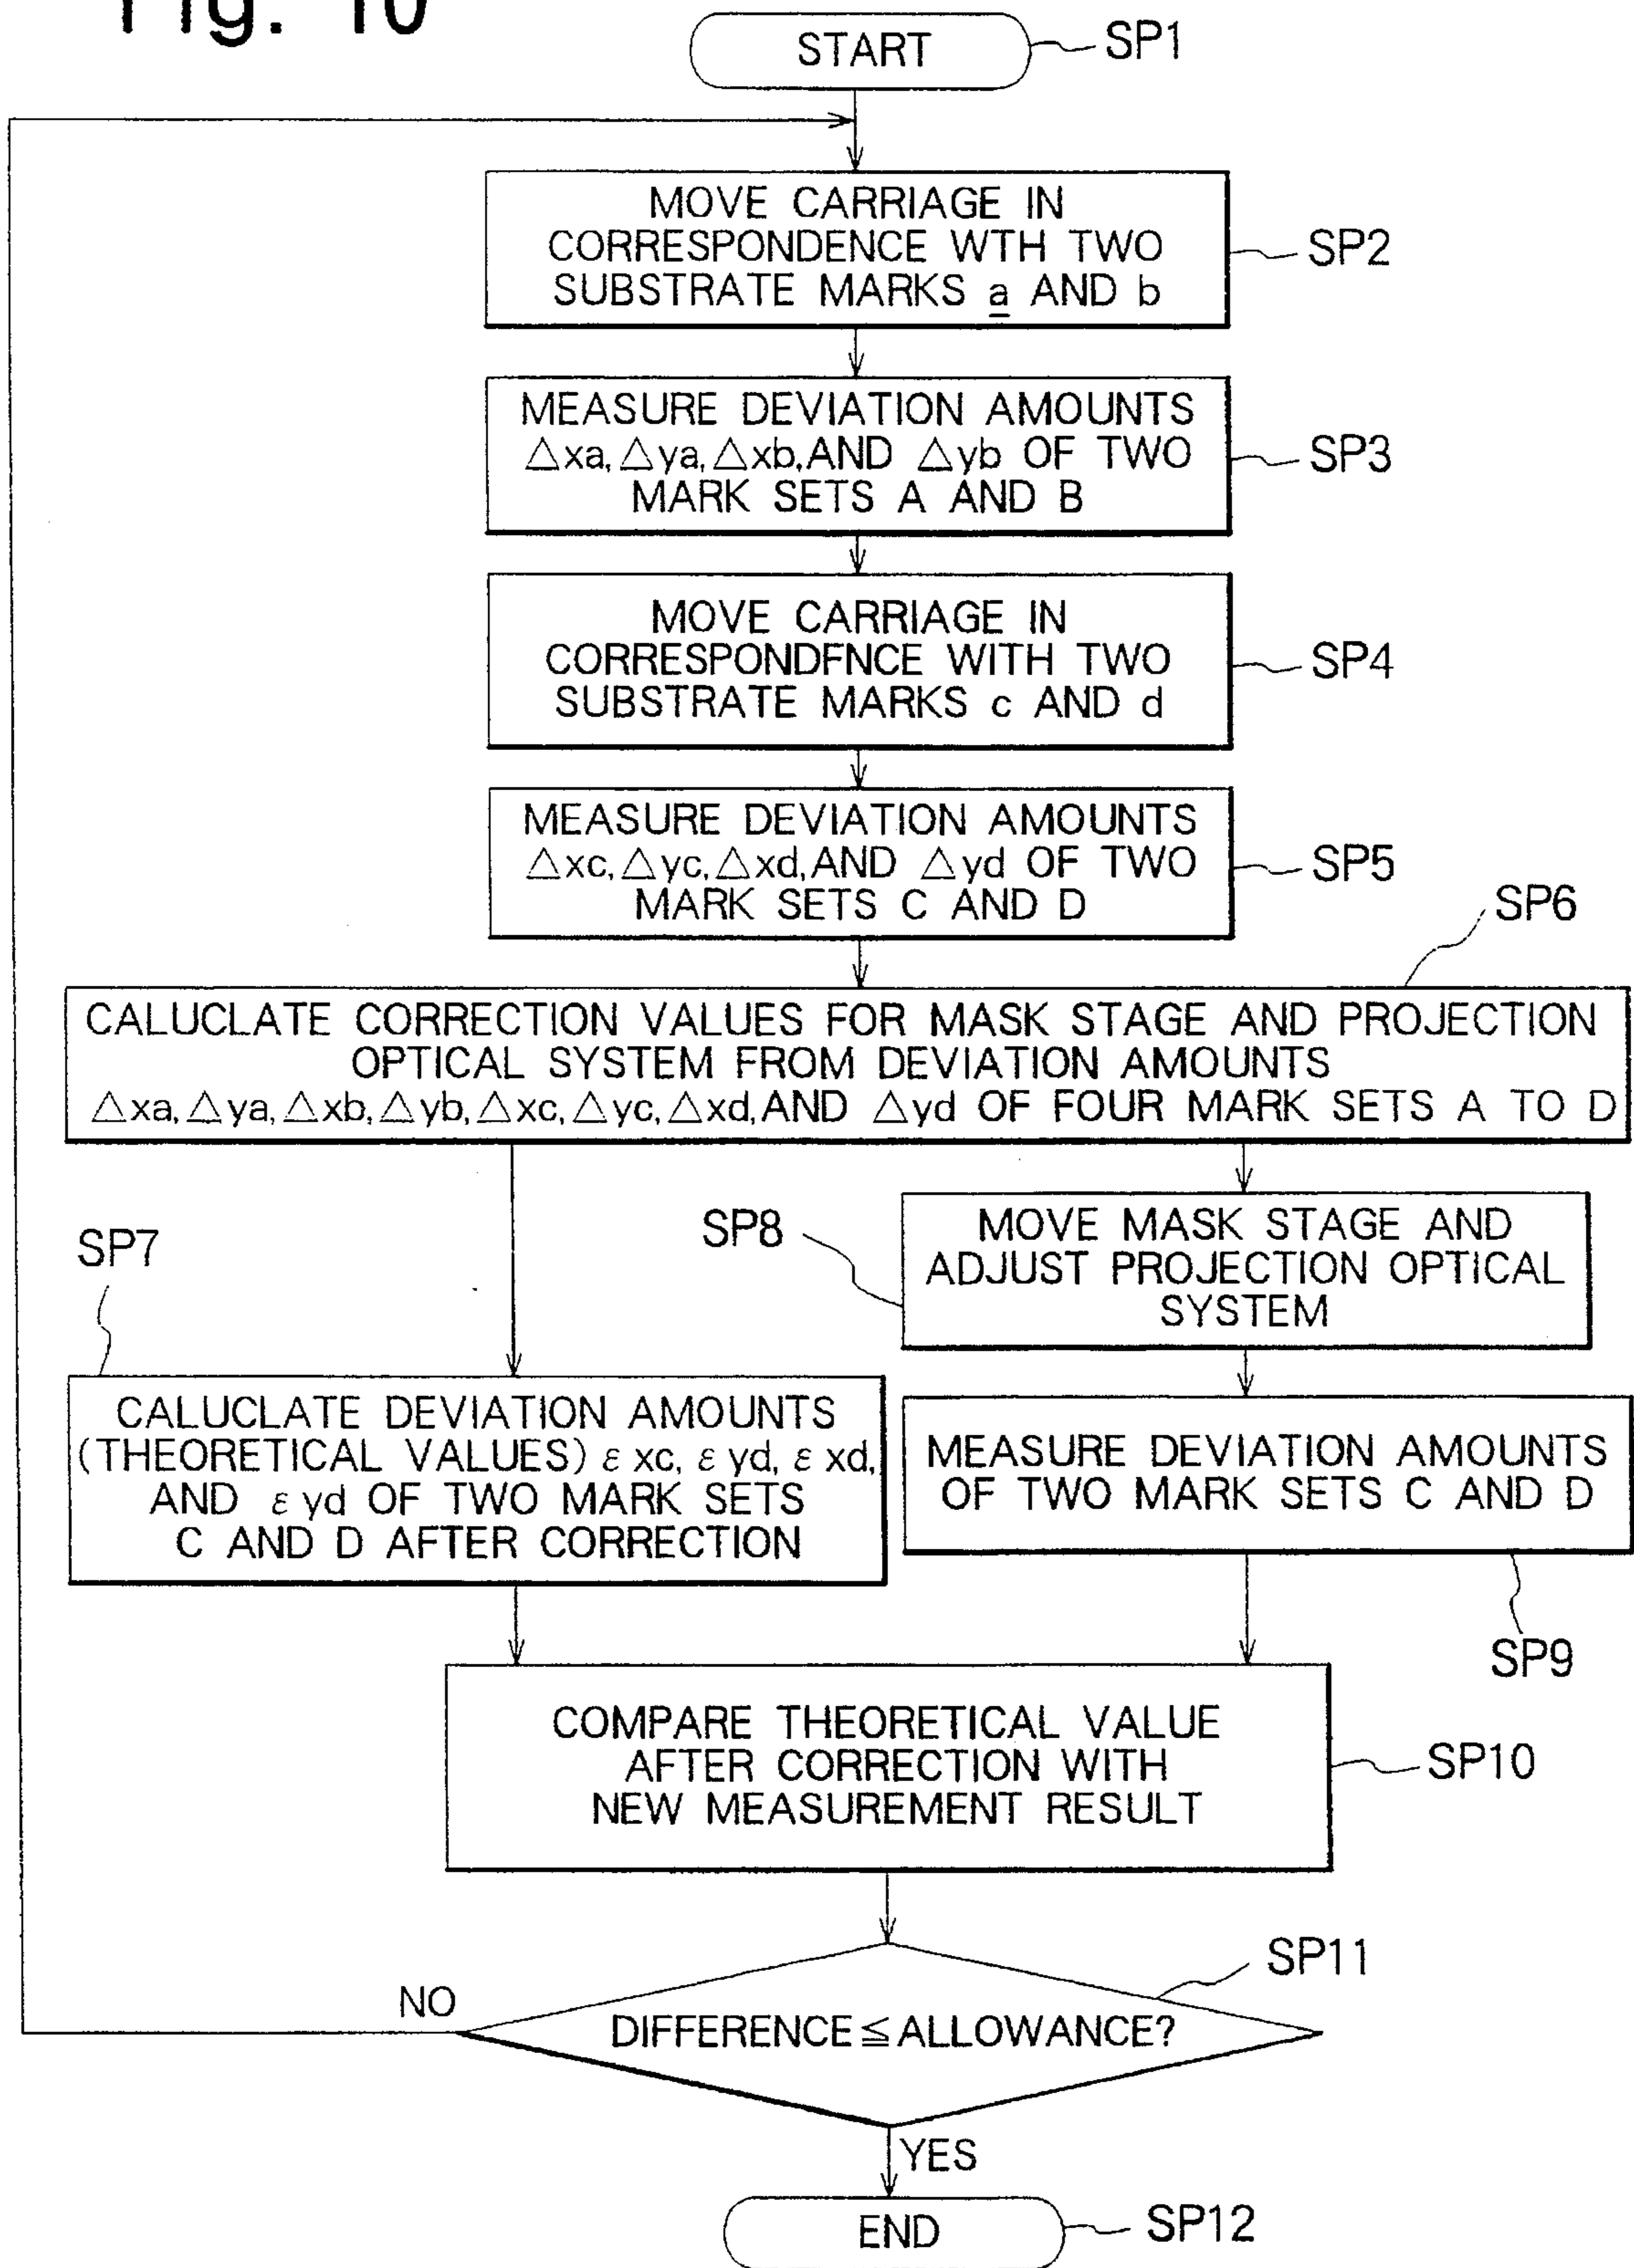 Fig. 10
START
SP1
MOVE CARRIAGE IN
CORRESPONDENCE WTH TWO
SUBSTRATE MARKS a AND b
SP2
MEASURE DEVIATION AMOUNTS
△xa, △ya, △xb, AND △yb OF TWO
MARK SETS A AND B
SP3
MOVE CARRIAGE IN
CORRESPONDFNCE WITH TWO
SUBSTRATE MARKS c AND d
SP4
MEASURE DEVIATION AMOUNTS
△xc, △yc, △xd, AND △yd OF TWO
MARK SETS C AND D
SP5
SP6
CALUCLATE CORRECTION VALUES FOR MASK STAGE AND PROJECTION
OPTICAL SYSTEM FROM DEVIATION AMOUNTS
△xa, △ya, △xb, △yb, △xc, △yc, △xd, AND △yd OF FOUR MARK SETS A TO D
SP7
CALUCLATE DEVIATION AMOUNTS
(THEORETICAL VALUES) ε xc, ε yd, ε xd,
AND ε yd OF TWO MARK SETS
C AND D AFTER CORRECTION
SP8
MOVE MASK STAGE AND
ADJUST PROJECTION OPTICAL
SYSTEM
MEASURE DEVIATION AMOUNTS
OF TWO MARK SETS C AND D
SP9
COMPARE THEORETICAL VALUE
AFTER CORRECTION WITH
NEW MEASUREMENT RESULT
SP10
SP11
NO
DIFFERENCE ≦ ALLOWANCE?
YES
END
SP12